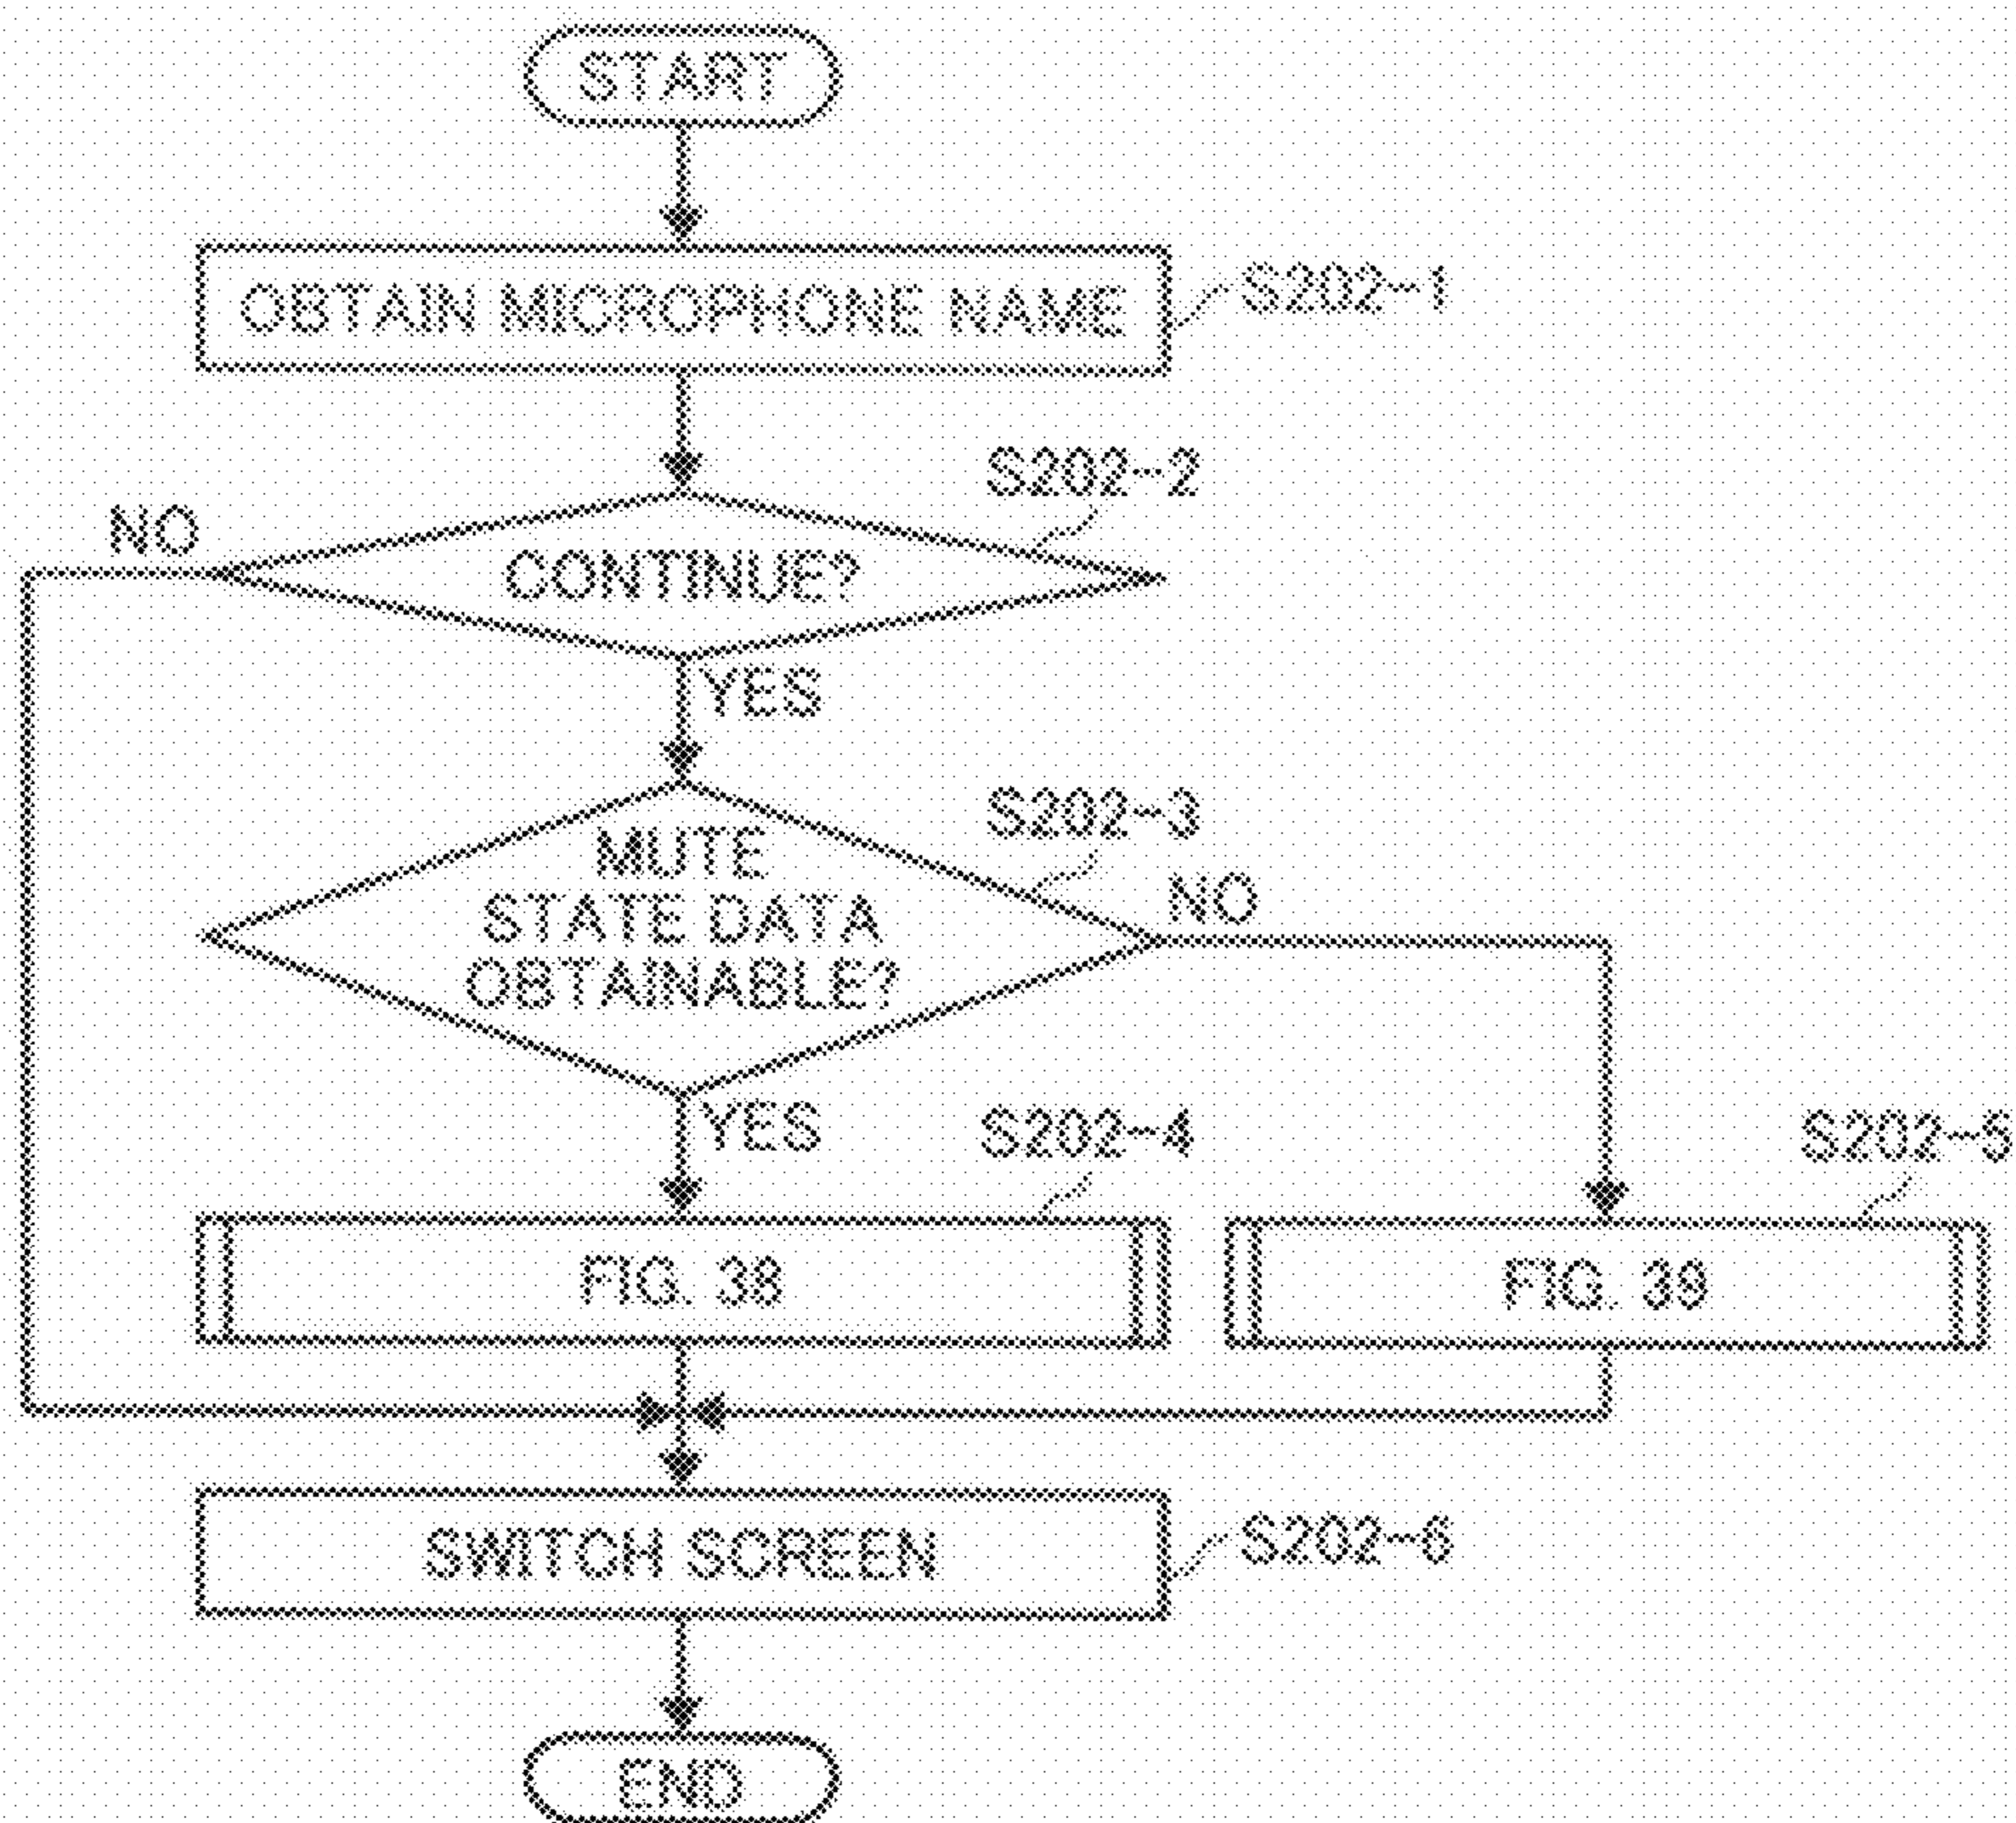 START
OBTAIN MICROPHONE NAME
S202-1
S202-2
NO
CONTINUE?
YES
S202-3
MUTE
STATE DATA
OBTAINABLE?
NO
YES
S202-4
S202-5
FIG. 38
FIG. 39
SWITCH SCREEN
S202-6
END